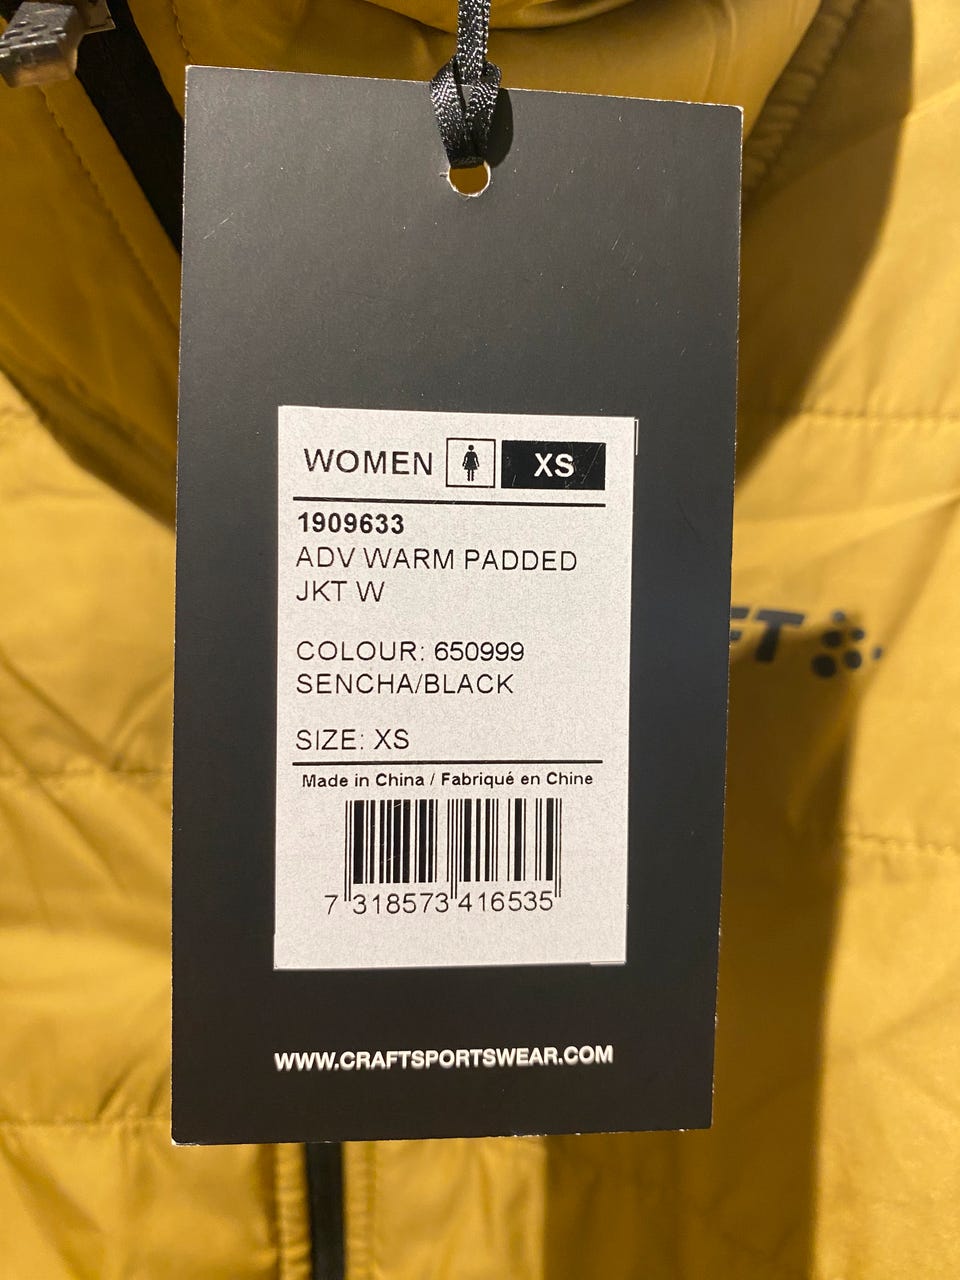 WOMEN XS
1909633
ADV WARM PADDED
JKT W
COLOUR: 650999
SENCHA/BLACK
SIZE: XS
Made in China / Fabriqué en Chine
7 318573 416535
WWW.CRAFTSPORTSWEAR.COM
FT